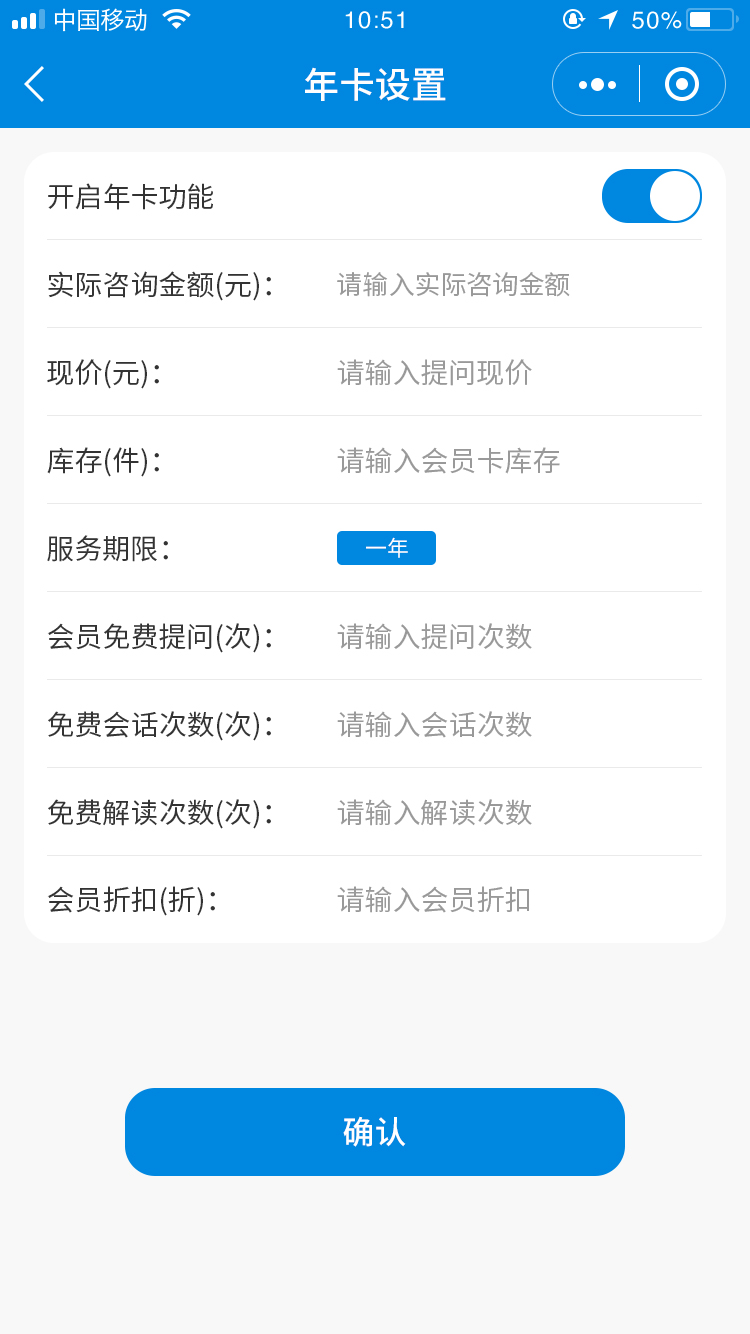 中国移动 10:51 50%
年卡设置
开启年卡功能
实际咨询金额(元)： 请输入实际咨询金额
现价(元)： 请输入提问现价
库存(件)： 请输入会员卡库存
服务期限： 一年
会员免费提问(次)： 请输入提问次数
免费会话次数(次)： 请输入会话次数
免费解读次数(次)： 请输入解读次数
会员折扣(折)： 请输入会员折扣
确认